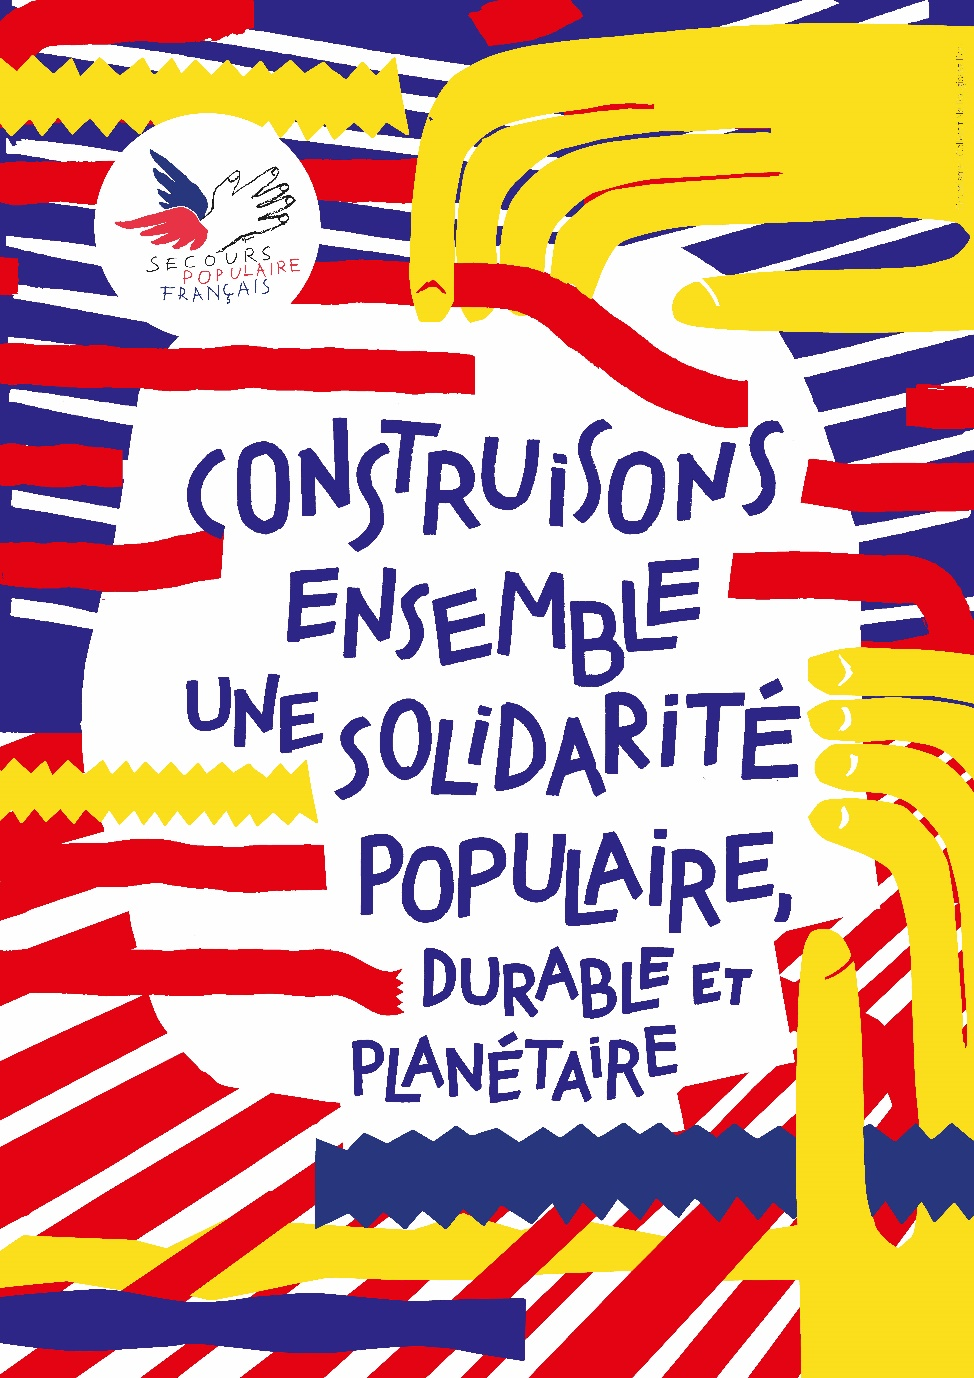 SECOURS
POPULAIRE
FRANÇAIS
CONSTRUISONS
ENSEMBLE
UNE SOLIDARITÉ
POPULAIRE,
DURABLE ET
PLANÉTAIRE